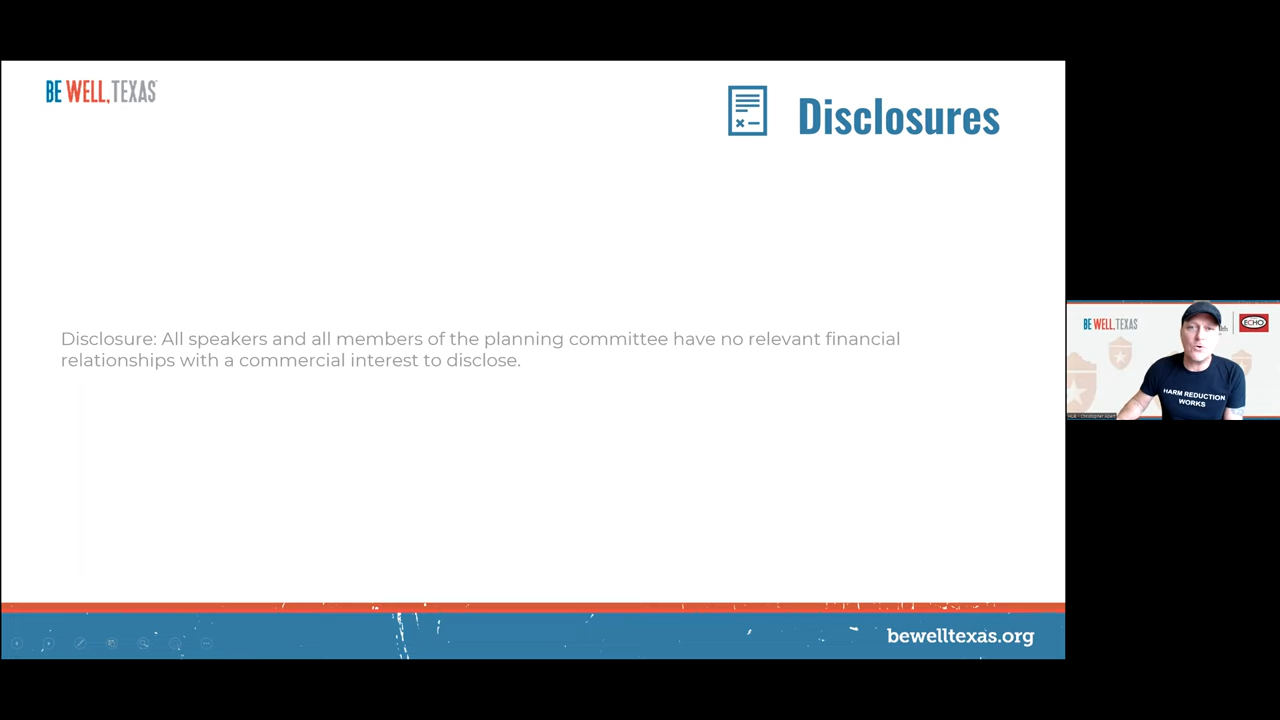 BE WELL, TEXAS
Disclosures
Disclosure: All speakers and all members of the planning committee have no relevant financial
relationships with a commercial interest to disclose.
bewelltexas.org
BE WELL, TEXAS
ECHO
HARM REDUCTION
WORKS